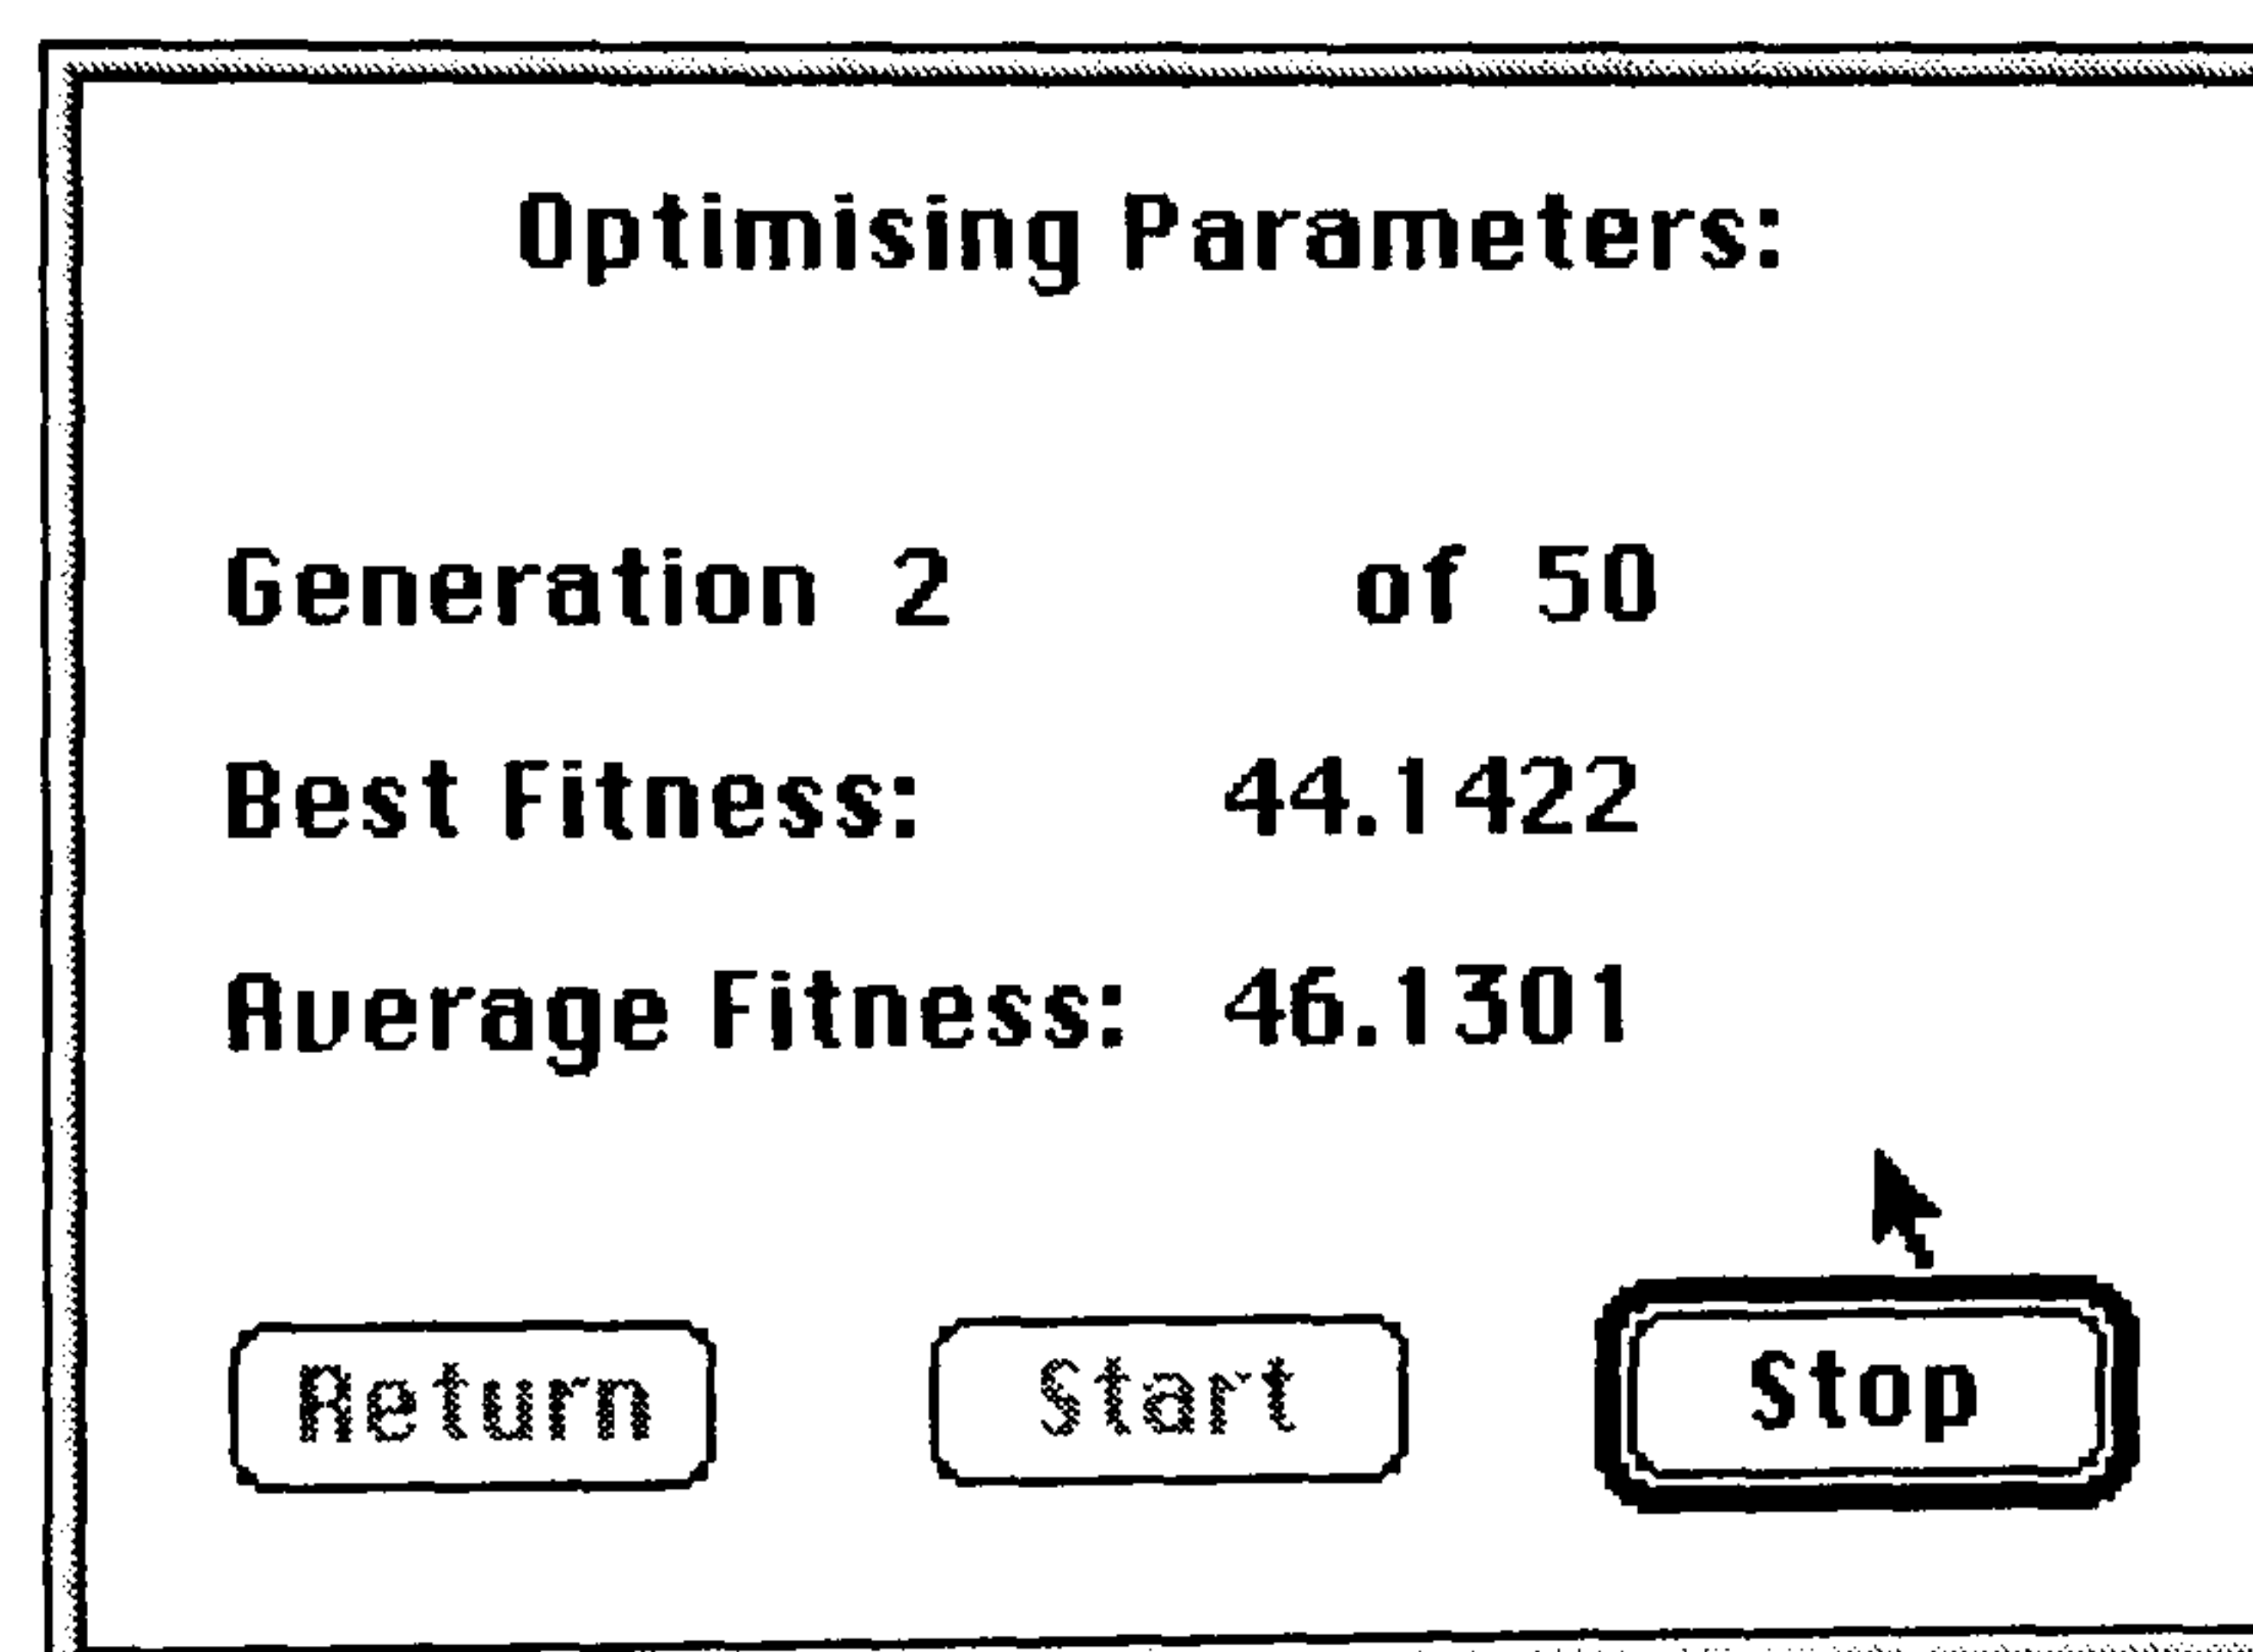 Optimising Parameters:
Generation 2 of 50
Best Fitness: 44.1422
Average Fitness: 46.1301
Return Start Stop